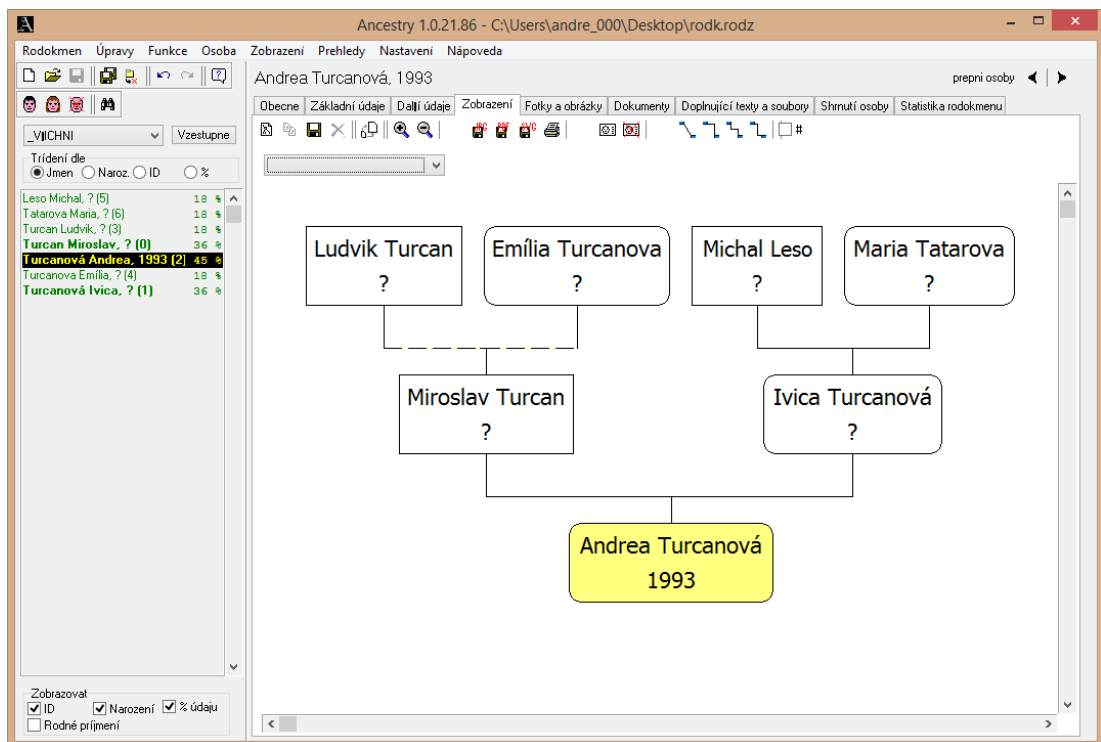 Ancestry 1.0.21.86 - C:\Users\andre_000\Desktop\rodk.rodz
Rodokmen Úpravy Funkce Osoba Zobrazení Prehledy Nastavení Nápoveda
Andrea Turcanová, 1993
prepni osoby
Obecne Základní údaje Dalí údaje Zobrazení Fotky a obrázky Dokumenty Doplnující texty a soubory Shrnutí osoby Statistika rodokmenu
_VICHNI
Vzestupne
Trídení dle
Jmen Naroz. ID %
Leso Michal, ? (5) 18 %
Tatarova Maria, ? (6) 18 %
Turcan Ludvik, ? (3) 18 %
Turcan Miroslav, ? (0) 36 %
Turcanová Andrea, 1993 (2) 45 %
Turcanova Emília, ? (4) 18 %
Turcanová Ivica, ? (1) 36 %
Ludvik Turcan
?
Emília Turcanova
?
Michal Leso
?
Maria Tatarova
?
Miroslav Turcan
?
Ivica Turcanová
?
Andrea Turcanová
1993
Zobrazovat
ID Narození % údaju
Rodné príjmení